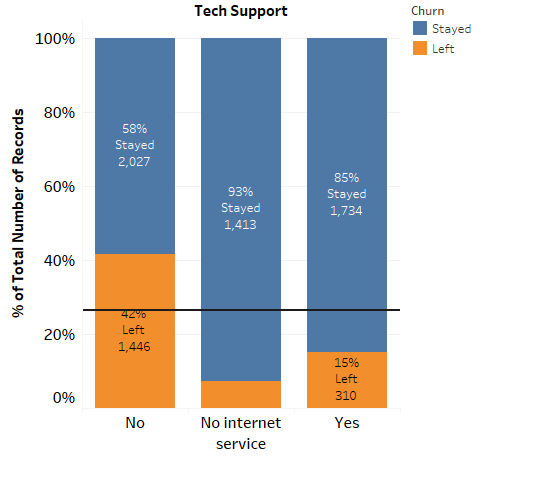 Tech Support
Churn
Stayed
Left
% of Total Number of Records
100%
80%
60%
40%
20%
0%
58%
Stayed
2,027
42%
Left
1,446
93%
Stayed
1,413
85%
Stayed
1,734
15%
Left
310
No
No internet
service
Yes